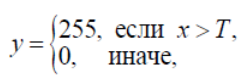 y = {255, если x > T,
0, иначе,